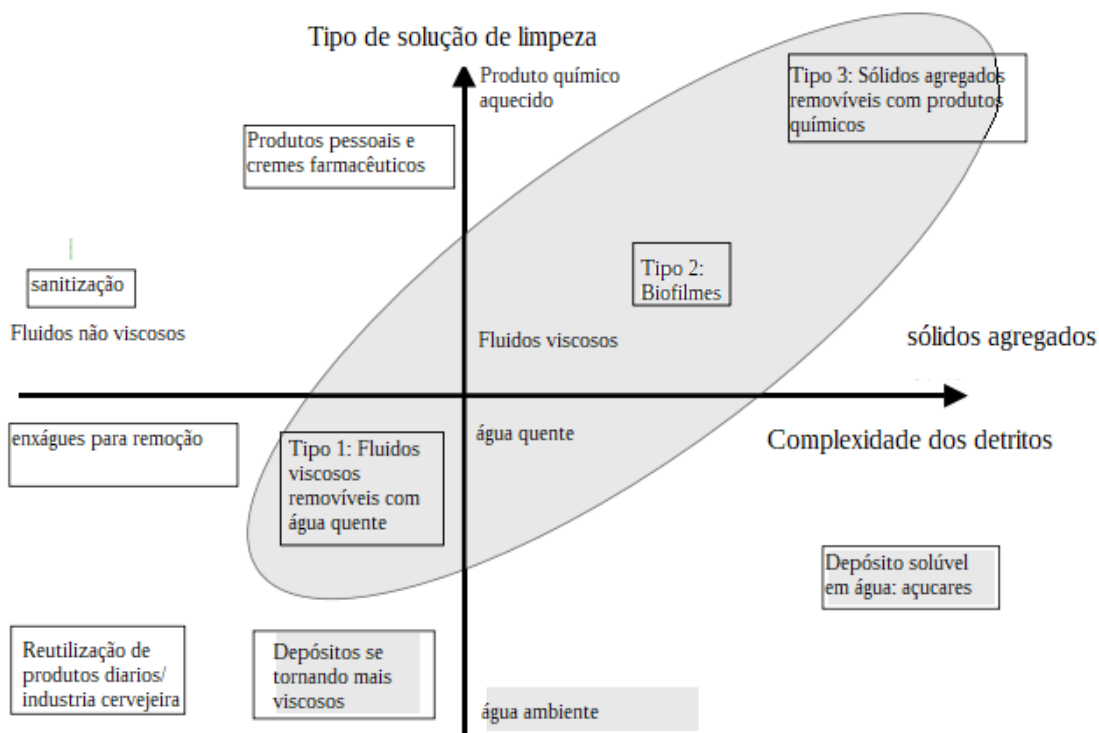 Tipo de solução de limpeza
Produto químico
aquecido
Tipo 3: Sólidos agregados
removíveis com produtos
químicos
Produtos pessoais e
cremes farmacêuticos
Tipo 2:
Biofilmes
sanitização
Fluidos não viscosos
Fluidos viscosos
sólidos agregados
enxágues para remoção
Tipo 1: Fluidos
viscosos
removíveis com
água quente
água quente
Complexidade dos detritos
Depósito solúvel
em água: açucares
Reutilização de
produtos diarios/
industria cervejeira
Depósitos se
tornando mais
viscosos
água ambiente